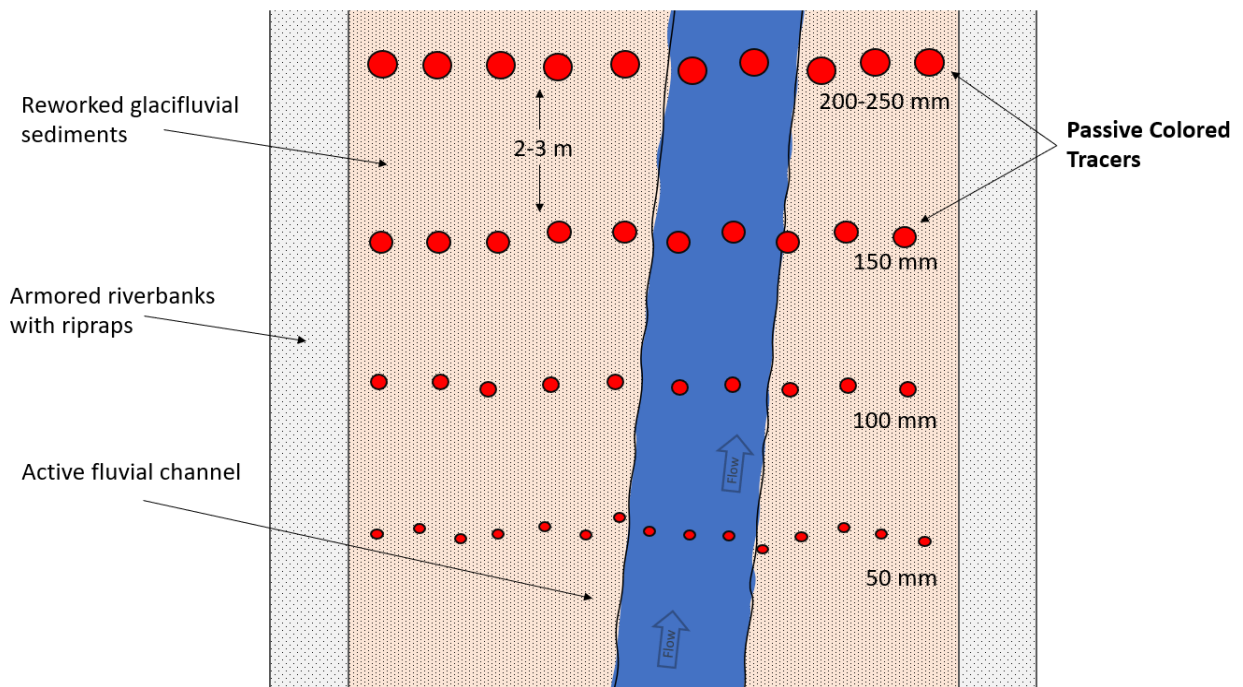 Reworked glacifluvial
sediments
2-3 m
200-250 mm
Passive Colored
Tracers
150 mm
Armored riverbanks
with ripraps
100 mm
Active fluvial channel
Flow
50 mm
Flow